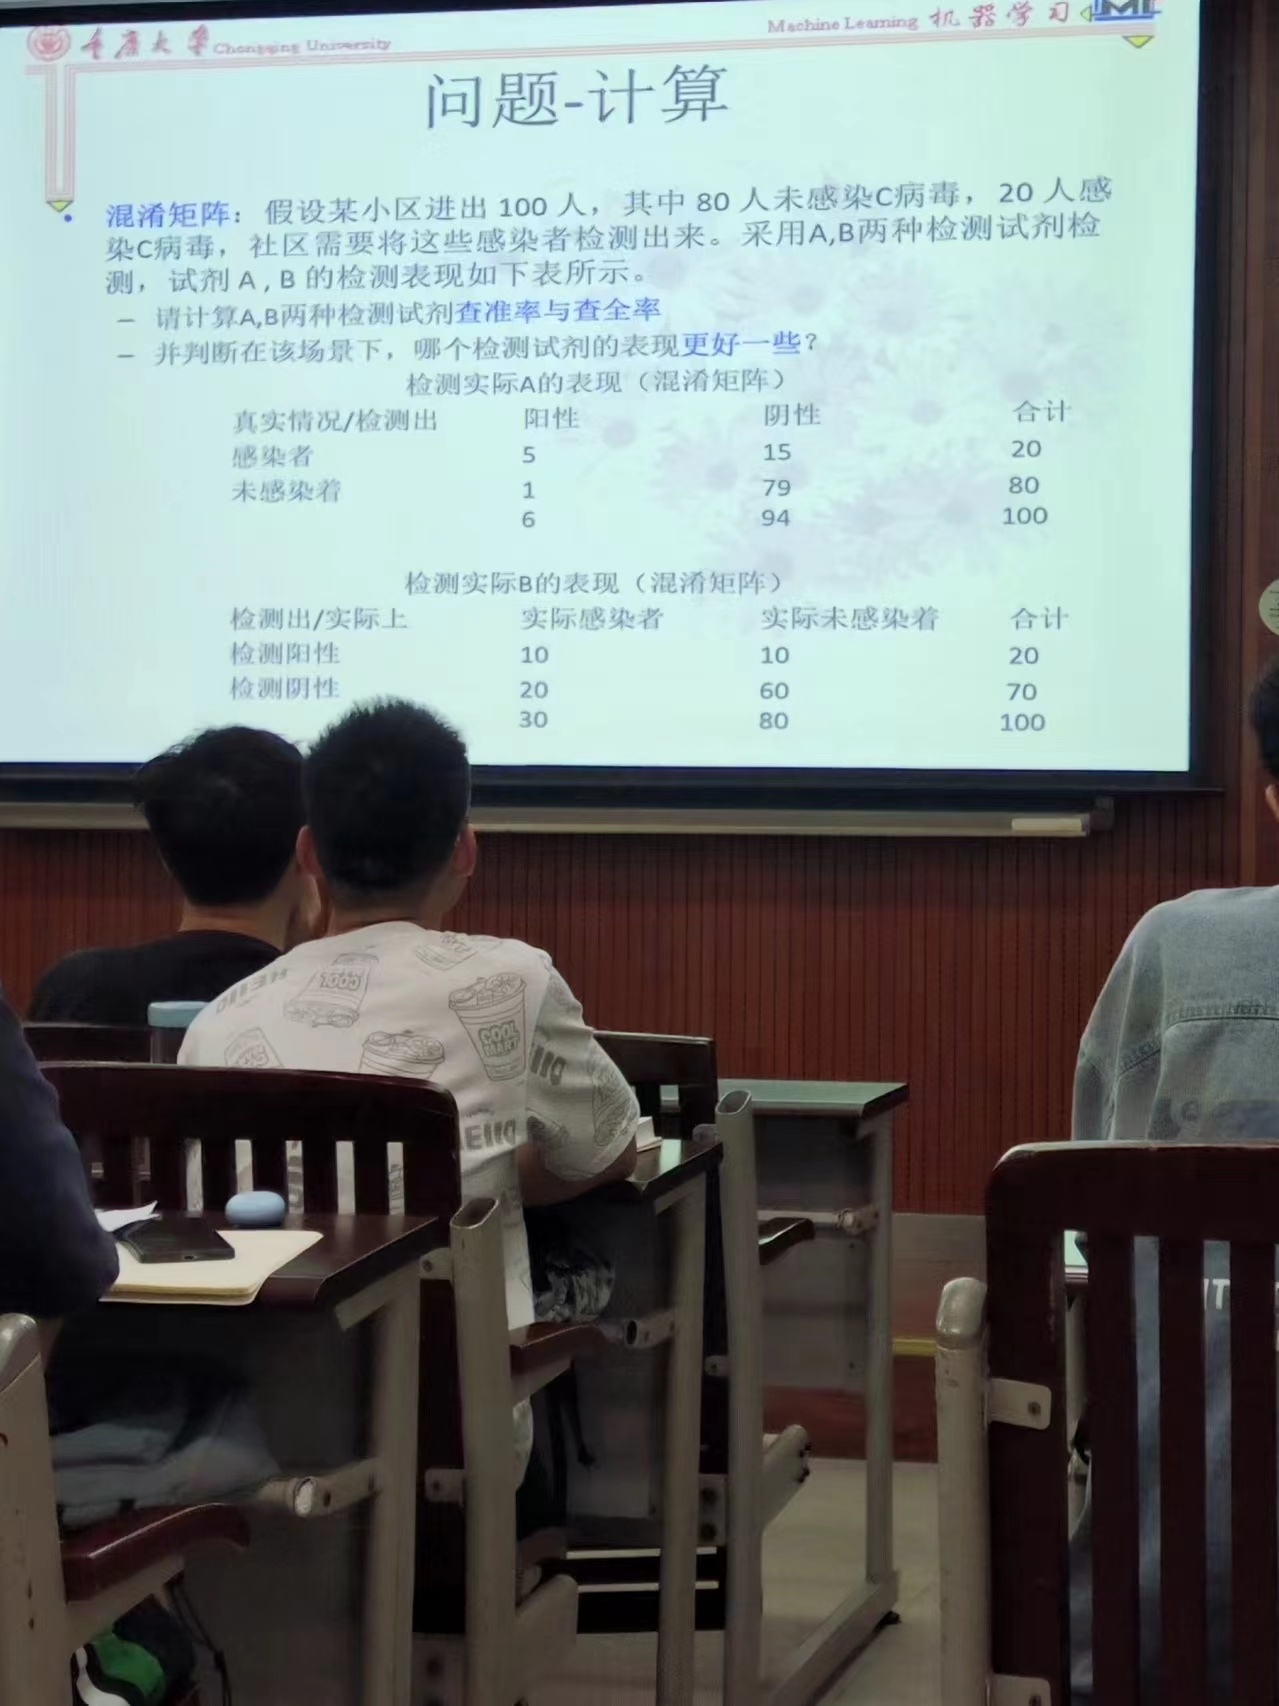 重庆大学 Chongqing University
Machine Learning 机器学习
问题-计算
• 混淆矩阵：假设某小区进出 100 人，其中 80 人未感染C病毒，20 人感
染C病毒，社区需要将这些感染者检测出来。采用A,B两种检测试剂检
测，试剂 A , B 的检测表现如下表所示。
– 请计算A,B两种检测试剂查准率与查全率
– 并判断在该场景下，哪个检测试剂的表现更好一些？
检测实际A的表现（混淆矩阵）
真实情况/检测出 阳性 阴性 合计
感染者 5 15 20
未感染着 1 79 80
6 94 100
检测实际B的表现（混淆矩阵）
检测出/实际上 实际感染者 实际未感染着 合计
检测阳性 10 10 20
检测阴性 20 60 70
30 80 100
COOL
MART